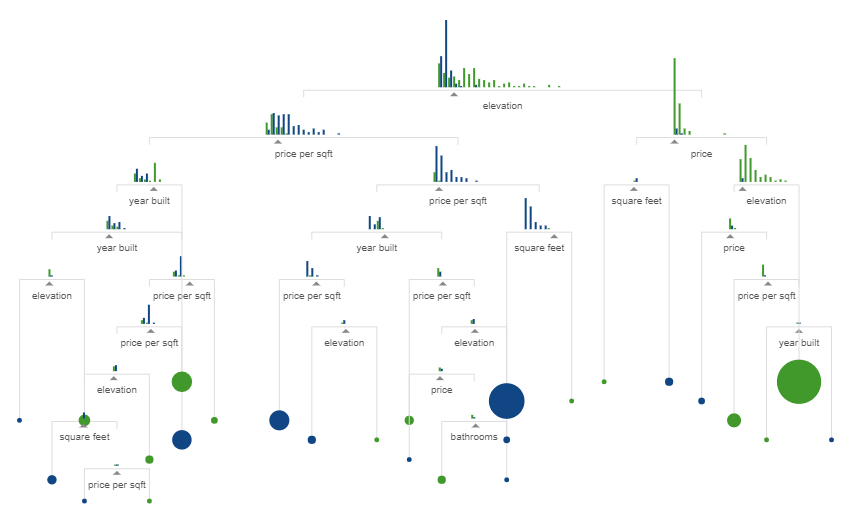 elevation
price per sqft
price
year built
price per sqft
square feet
elevation
year built
year built
square feet
price
elevation
price per sqft
price per sqft
price per sqft
price per sqft
price per sqft
elevation
elevation
year built
elevation
price
square feet
bathrooms
price per sqft